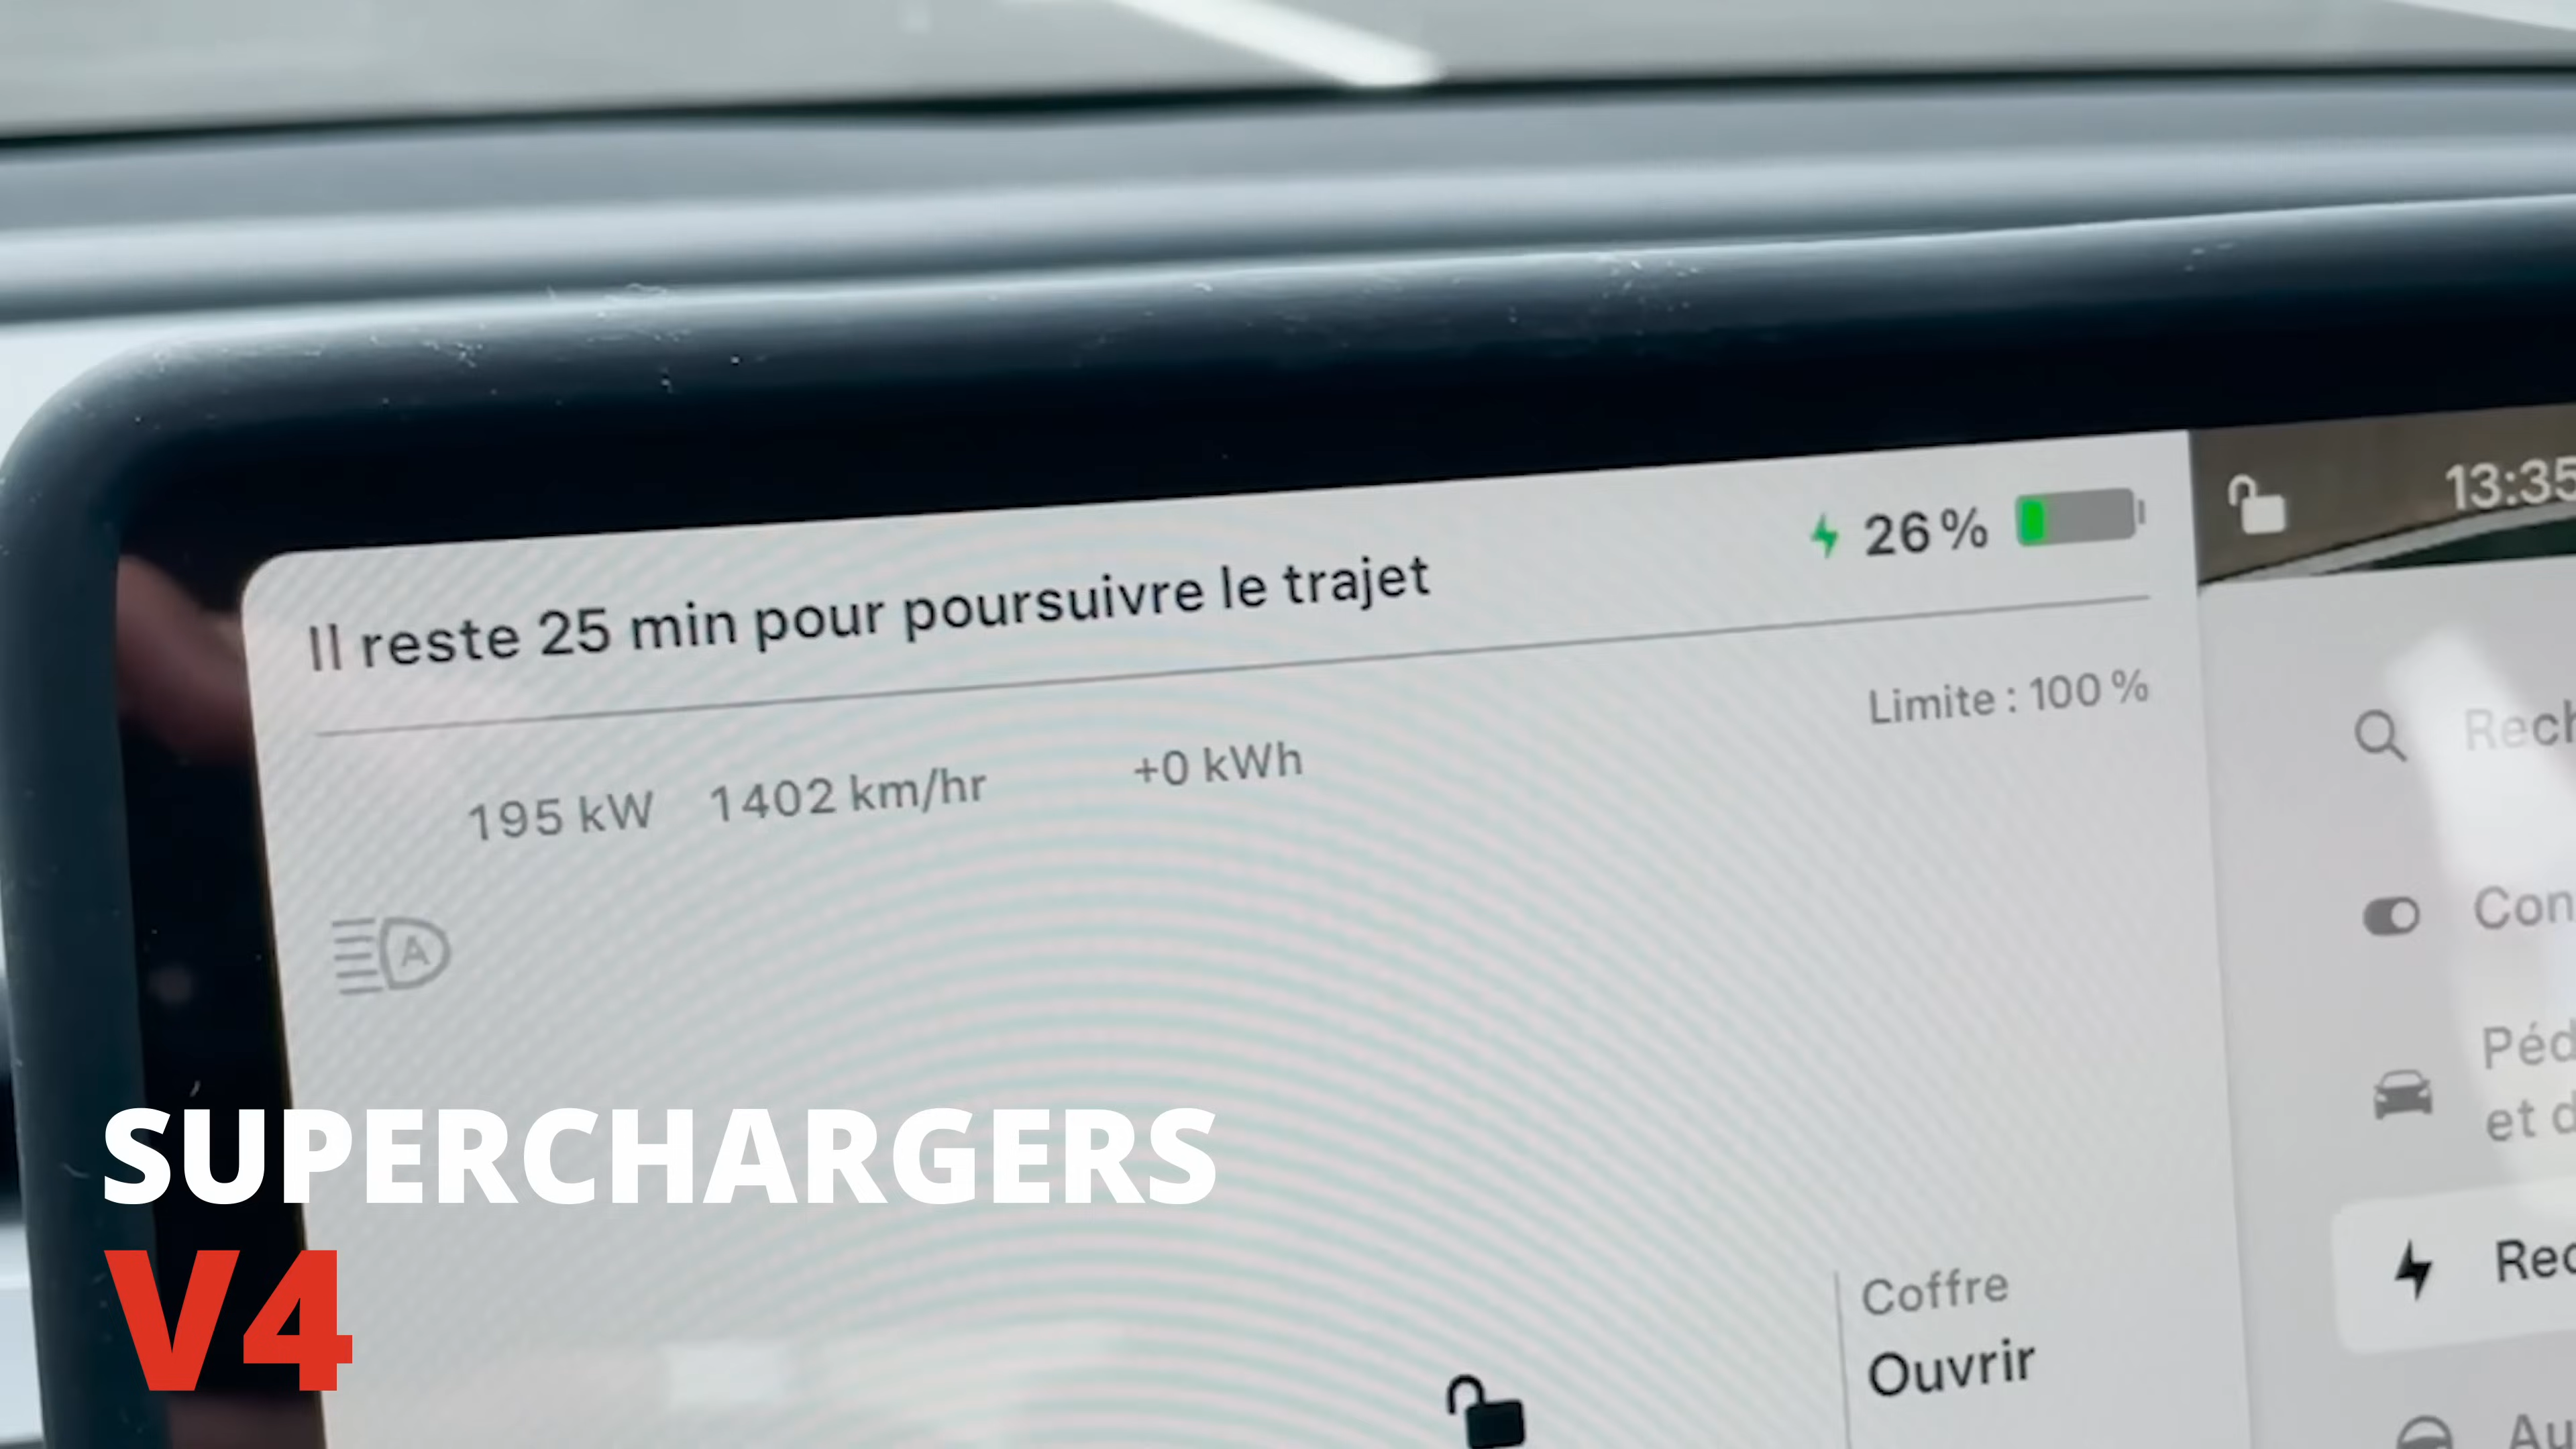 Il reste 25 min pour poursuivre le trajet
26 %
13:35
Limite : 100 %
195 kW 1402 km/hr +0 kWh
A
Coffre
Ouvrir
SUPERCHARGERS
V4